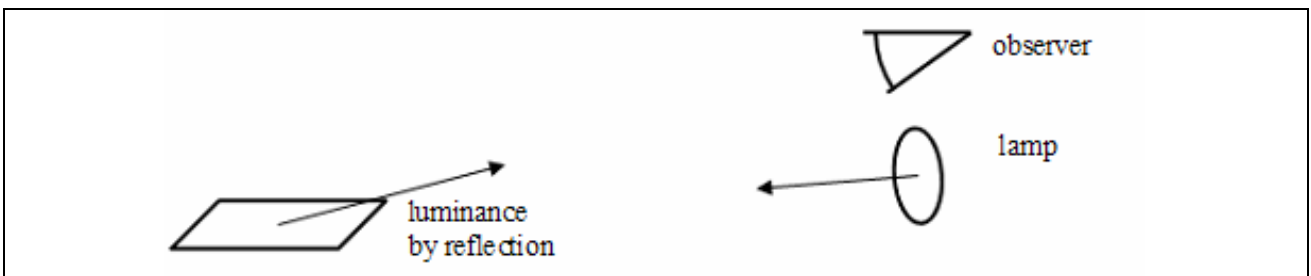 observer
lamp
luminance
by reflection